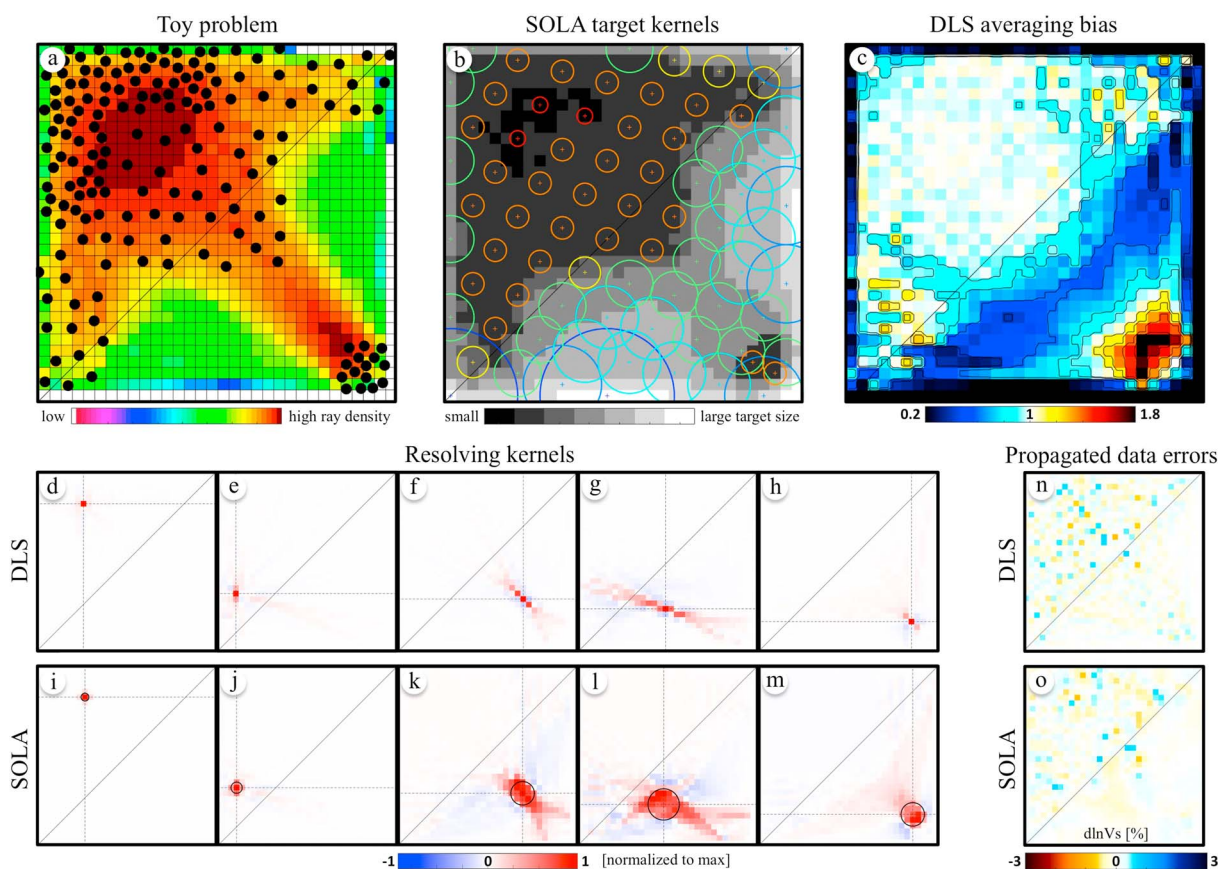 Toy problem
SOLA target kernels
DLS averaging bias
a
b
c
low
high ray density
small
large target size
0.2
1
1.8
Resolving kernels
Propagated data errors
DLS
d
e
f
g
h
DLS
n
SOLA
i
j
k
l
m
SOLA
o
dlnVs [%]
-1
0
1
[normalized to max]
-3
0
3